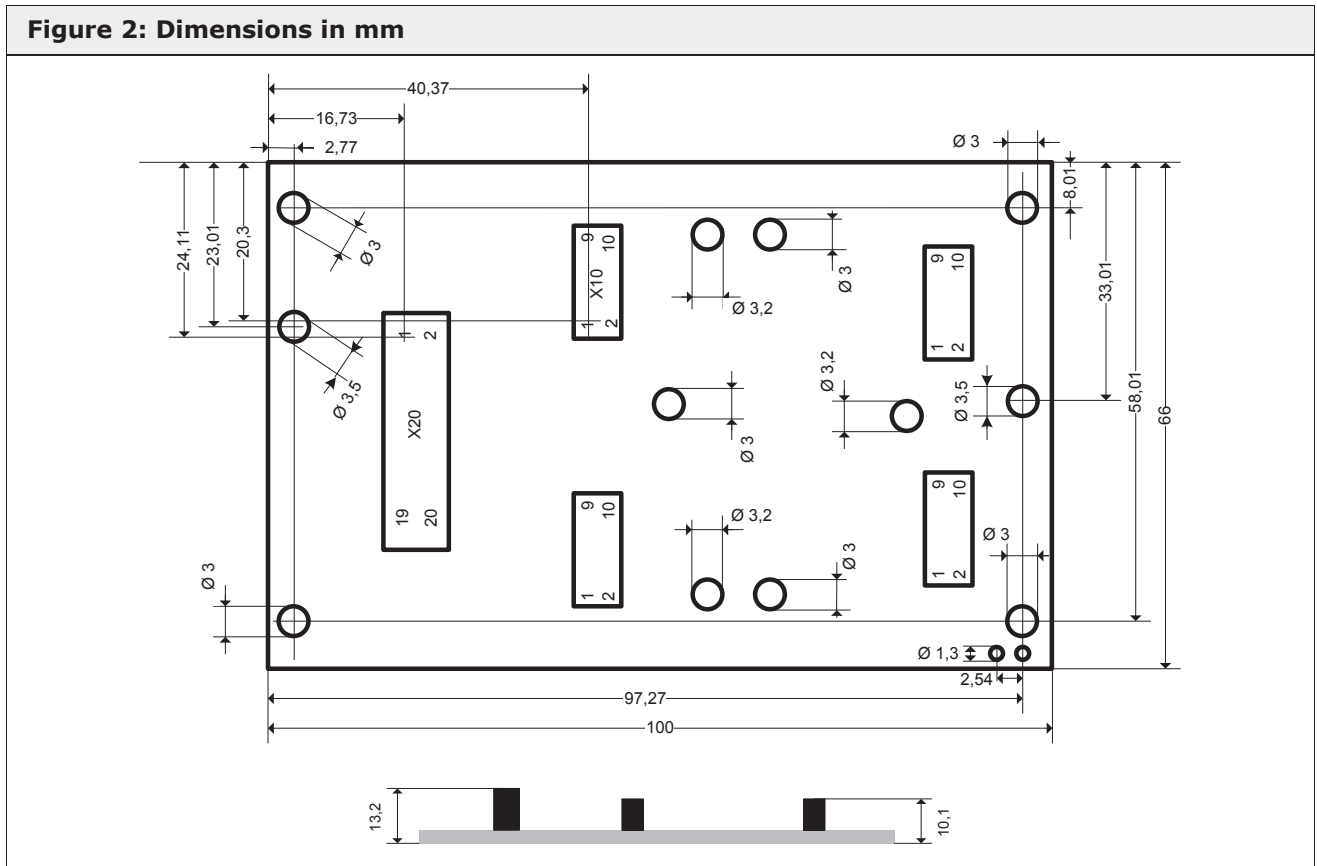 Figure 2: Dimensions in mm
40,37
16,73
2,77
Ø 3
8,01
24,11
23,01
20,3
Ø 3
9
10
X10
1
2
Ø 3
Ø 3,2
9
10
1
2
33,01
58,01
66
1
2
X20
19
20
Ø 3,5
Ø 3,2
Ø 3,5
Ø 3
9
10
1
2
9
10
1
2
Ø 3,2
Ø 3
Ø 3
Ø 3
Ø 1,3
2,54
97,27
100
13,2
10,1